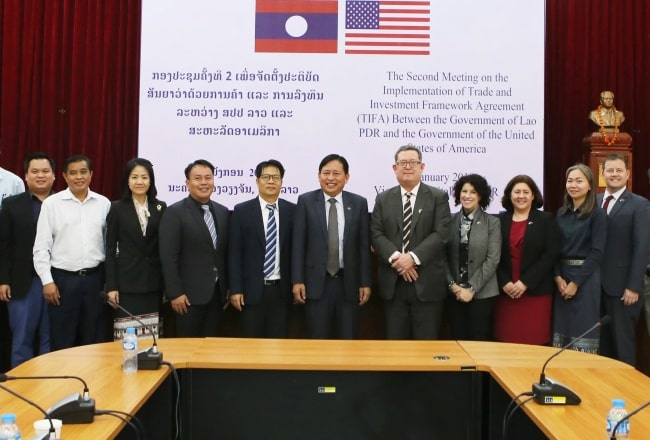 ກອງປະຊຸມຄັ້ງທີ 2 ເພື່ອຈັດຕັ້ງປະຕິບັດ
ສັນຍາວ່າດ້ວຍການຄ້າ ແລະ ການລົງທຶນ
ລະຫວ່າງ ສປປ ລາວ ແລະ
ສະຫະລັດອາເມລິກາ
The Second Meeting on the
Implementation of Trade and
Investment Framework Agreement
(TIFA) Between the Government of Lao
PDR and the Government of the United
States of America